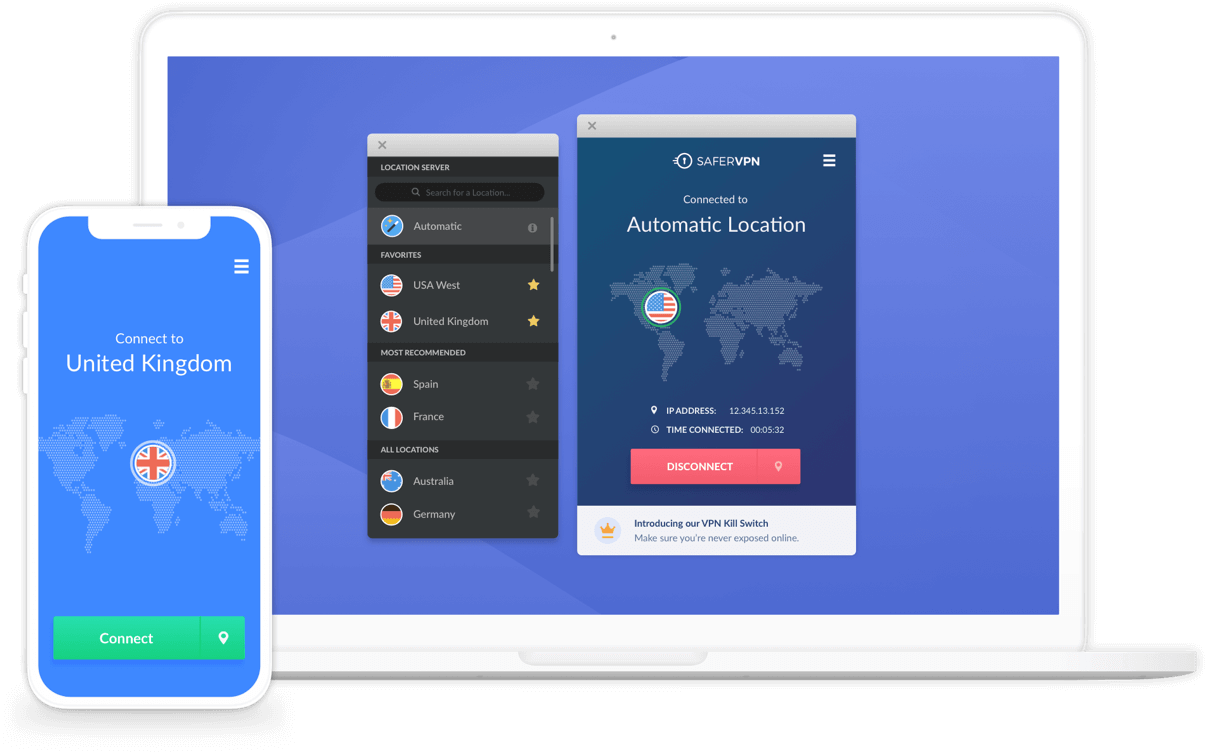 Connect to
United Kingdom
Connect
LOCATION SERVER
Search for a Location...
Automatic
FAVORITES
USA West
United Kingdom
MOST RECOMMENDED
Spain
France
ALL LOCATIONS
Australia
Germany
SAFERVPN
Connected to
Automatic Location
IP ADDRESS: 12.345.13.152
TIME CONNECTED: 00:05:32
DISCONNECT
Introducing our VPN Kill Switch
Make sure you're never exposed online.